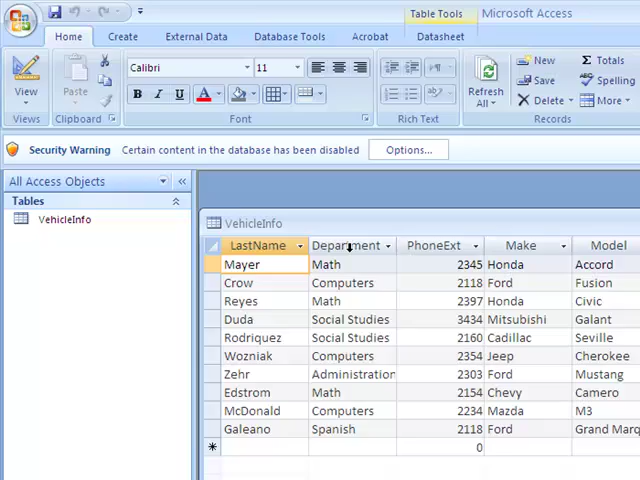 Table Tools
Microsoft Access
Home
Create
External Data
Database Tools
Acrobat
Datasheet
View
Paste
Calibri
11
B I U A
Refresh
All
New
Save
Delete
Σ Totals
Spelling
More
Views
Clipboard
Font
Rich Text
Records
Security Warning
Certain content in the database has been disabled
Options...
All Access Objects
Tables
VehicleInfo
VehicleInfo
LastName Department PhoneExt Make Model
Mayer Math 2345 Honda Accord
Crow Computers 2118 Ford Fusion
Reyes Math 2397 Honda Civic
Duda Social Studies 3434 Mitsubishi Galant
Rodriquez Social Studies 2160 Cadillac Seville
Wozniak Computers 2354 Jeep Cherokee
Zehr Administration 2303 Ford Mustang
Edstrom Math 2154 Chevy Camero
McDonald Computers 2234 Mazda M3
Galeano Spanish 2118 Ford Grand Marq
* 0